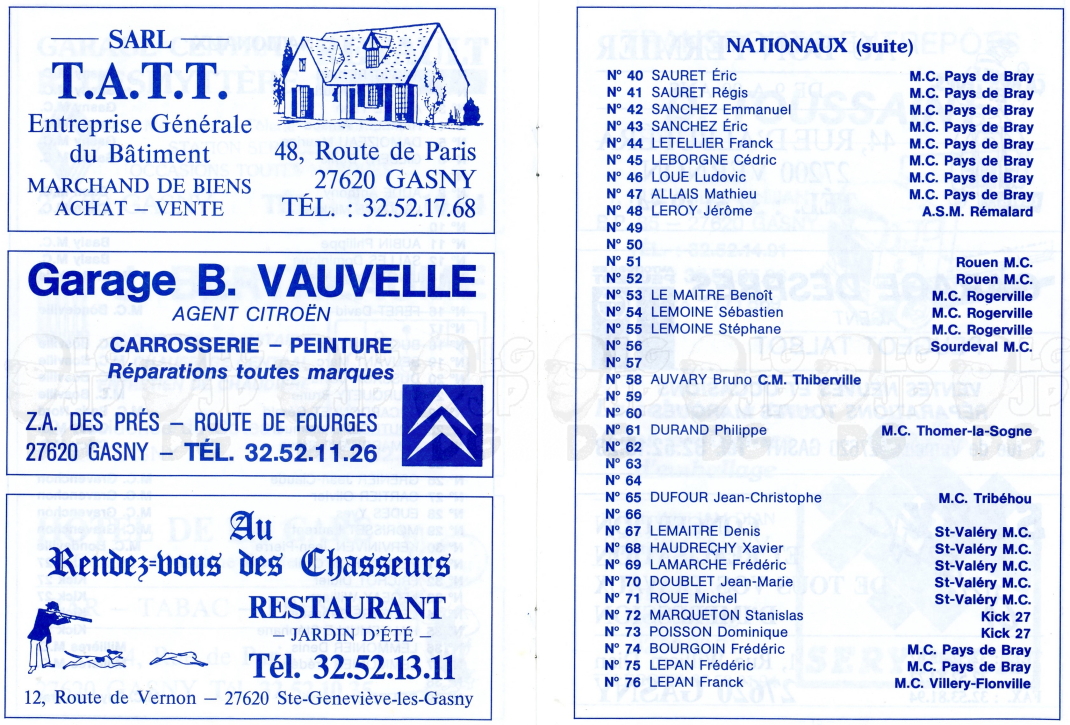 SARL
T.A.T.T.
Entreprise Générale
du Bâtiment
MARCHAND DE BIENS
ACHAT – VENTE
48, Route de Paris
27620 GASNY
TÉL. : 32.52.17.68
Garage B. VAUVELLE
AGENT CITROËN
CARROSSERIE – PEINTURE
Réparations toutes marques
Z.A. DES PRÉS – ROUTE DE FOURGES
27620 GASNY – TÉL. 32.52.11.26
Au
Rendez-vous des Chasseurs
RESTAURANT
– JARDIN D'ÉTÉ –
Tél. 32.52.13.11
12, Route de Vernon – 27620 Ste-Geneviève-les-Gasny
NATIONAUX (suite)
N° 40 SAURET Éric M.C. Pays de Bray
N° 41 SAURET Régis M.C. Pays de Bray
N° 42 SANCHEZ Emmanuel M.C. Pays de Bray
N° 43 SANCHEZ Éric M.C. Pays de Bray
N° 44 LETELLIER Franck M.C. Pays de Bray
N° 45 LEBORGNE Cédric M.C. Pays de Bray
N° 46 LOUE Ludovic M.C. Pays de Bray
N° 47 ALLAIS Mathieu M.C. Pays de Bray
N° 48 LEROY Jérôme A.S.M. Rémalard
N° 49
N° 50
N° 51 Rouen M.C.
N° 52 Rouen M.C.
N° 53 LE MAITRE Benoît M.C. Rogerville
N° 54 LEMOINE Sébastien M.C. Rogerville
N° 55 LEMOINE Stéphane M.C. Rogerville
N° 56 Sourdeval M.C.
N° 57
N° 58 AUVARY Bruno C.M. Thiberville
N° 59
N° 60
N° 61 DURAND Philippe M.C. Thomer-la-Sogne
N° 62
N° 63
N° 64
N° 65 DUFOUR Jean-Christophe M.C. Tribéhou
N° 66
N° 67 LEMAITRE Denis St-Valéry M.C.
N° 68 HAUDREÇHY Xavier St-Valéry M.C.
N° 69 LAMARCHE Frédéric St-Valéry M.C.
N° 70 DOUBLET Jean-Marie St-Valéry M.C.
N° 71 ROUE Michel St-Valéry M.C.
N° 72 MARQUETON Stanislas Kick 27
N° 73 POISSON Dominique Kick 27
N° 74 BOURGOIN Frédéric M.C. Pays de Bray
N° 75 LEPAN Frédéric M.C. Pays de Bray
N° 76 LEPAN Franck M.C. Villery-Flonville